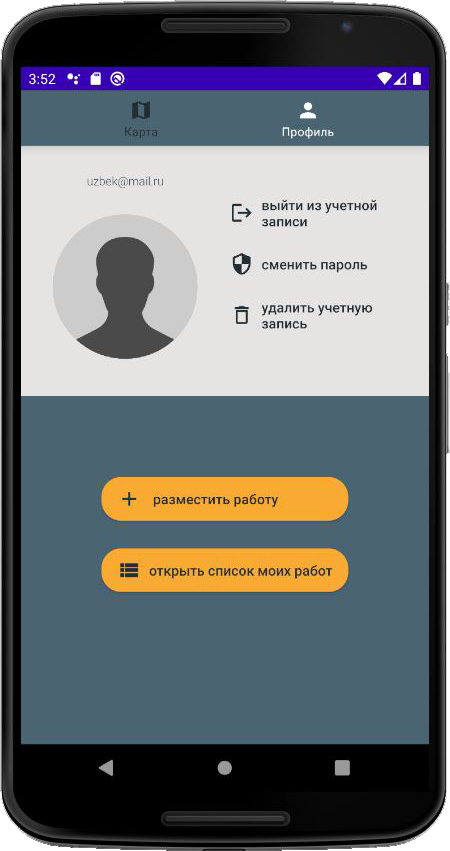 3:52
Карта
Профиль
uzbek@mail.ru
выйти из учетной
записи
сменить пароль
удалить учетную
запись
разместить работу
открыть список моих работ